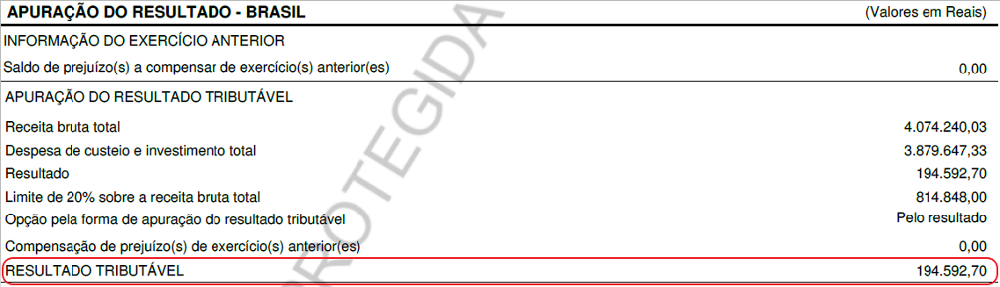 APURAÇÃO DO RESULTADO - BRASIL (Valores em Reais)
INFORMAÇÃO DO EXERCÍCIO ANTERIOR
Saldo de prejuízo(s) a compensar de exercício(s) anterior(es) 0,00
APURAÇÃO DO RESULTADO TRIBUTÁVEL
Receita bruta total 4.074.240,03
Despesa de custeio e investimento total 3.879.647,33
Resultado 194.592,70
Limite de 20% sobre a receita bruta total 814.848,00
Opção pela forma de apuração do resultado tributável Pelo resultado
Compensação de prejuízo(s) de exercício(s) anterior(es) 0,00
RESULTADO TRIBUTÁVEL 194.592,70
PROTEGIDA